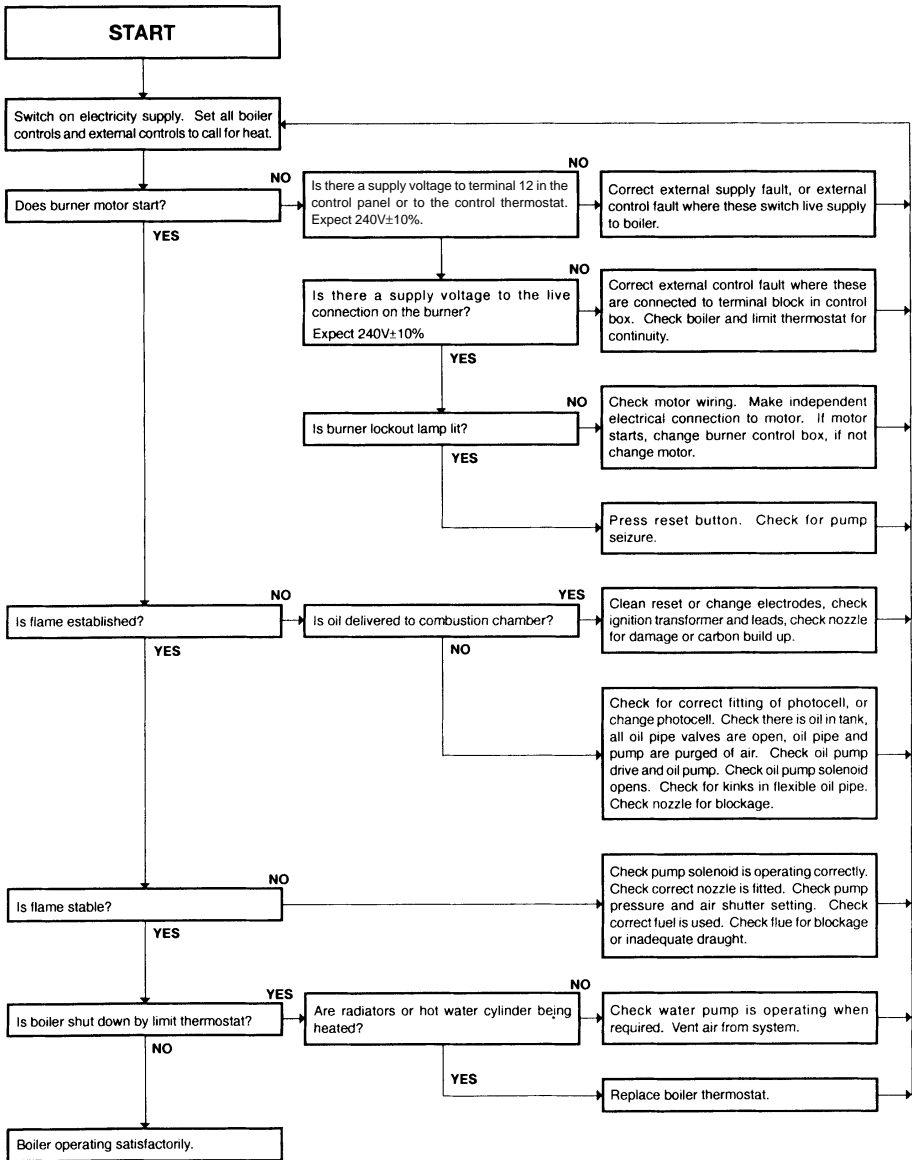 START
Switch on electricity supply. Set all boiler
controls and external controls to call for heat.
NO
NO
Does burner motor start?
Is there a supply voltage to terminal 12 in the
control panel or to the control thermostat.
Expect 240V±10%.
Correct external supply fault, or external
control fault where these switch live supply
to boiler.
YES
NO
Is there a supply voltage to the live
connection on the burner?
Expect 240V±10%
Correct external control fault where these
are connected to terminal block in control
box. Check boiler and limit thermostat for
continuity.
YES
NO
Is burner lockout lamp lit?
Check motor wiring. Make independent
electrical connection to motor. If motor
starts, change burner control box, if not
change motor.
YES
Press reset button. Check for pump
seizure.
NO
YES
Is flame established?
Is oil delivered to combustion chamber?
Clean reset or change electrodes, check
ignition transformer and leads, check nozzle
for damage or carbon build up.
YES
NO
Check for correct fitting of photocell, or
change photocell. Check there is oil in tank,
all oil pipe valves are open, oil pipe and
pump are purged of air. Check oil pump
drive and oil pump. Check oil pump solenoid
opens. Check for kinks in flexible oil pipe.
Check nozzle for blockage.
NO
Is flame stable?
Check pump solenoid is operating correctly.
Check correct nozzle is fitted. Check pump
pressure and air shutter setting. Check
correct fuel is used. Check flue for blockage
or inadequate draught.
YES
YES
NO
Is boiler shut down by limit thermostat?
Are radiators or hot water cylinder being
heated?
Check water pump is operating when
required. Vent air from system.
NO
YES
Replace boiler thermostat.
Boiler operating satisfactorily.